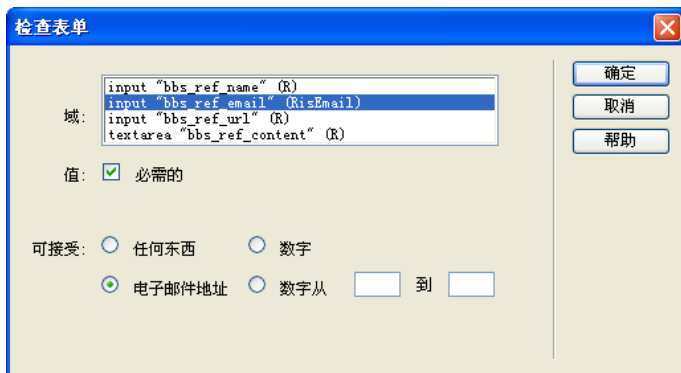 检查表单
域:
input "bbs_ref_name" (R)
input "bbs_ref_email" (RisEmail)
input "bbs_ref_url" (R)
textarea "bbs_ref_content" (R)
确定
取消
帮助
值: 必需的
可接受: 任何东西 数字
电子邮件地址 数字从 到